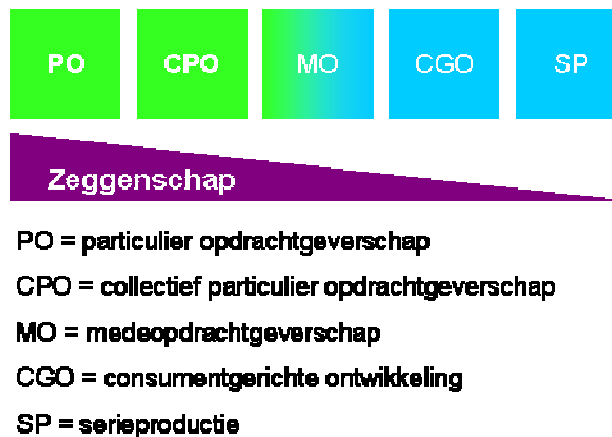 PO CPO MO CGO SP
Zeggenschap
PO = particulier opdrachtgeverschap
CPO = collectief particulier opdrachtgeverschap
MO = medeopdrachtgeverschap
CGO = consumentgerichte ontwikkeling
SP = serieproductie